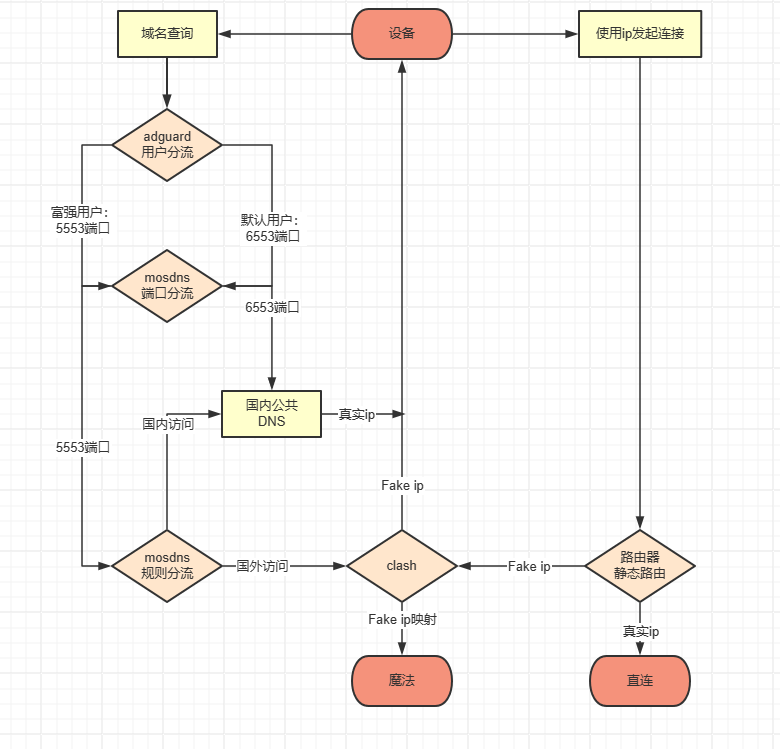 域名查询
设备
使用ip发起连接
adguard
用户分流
富强用户：
5553端口
默认用户：
6553端口
mosdns
端口分流
6553端口
国内公共
DNS
真实ip
国内访问
5553端口
Fake ip
mosdns
规则分流
国外访问
clash
Fake ip
路由器
静态路由
Fake ip映射
真实ip
魔法
直连